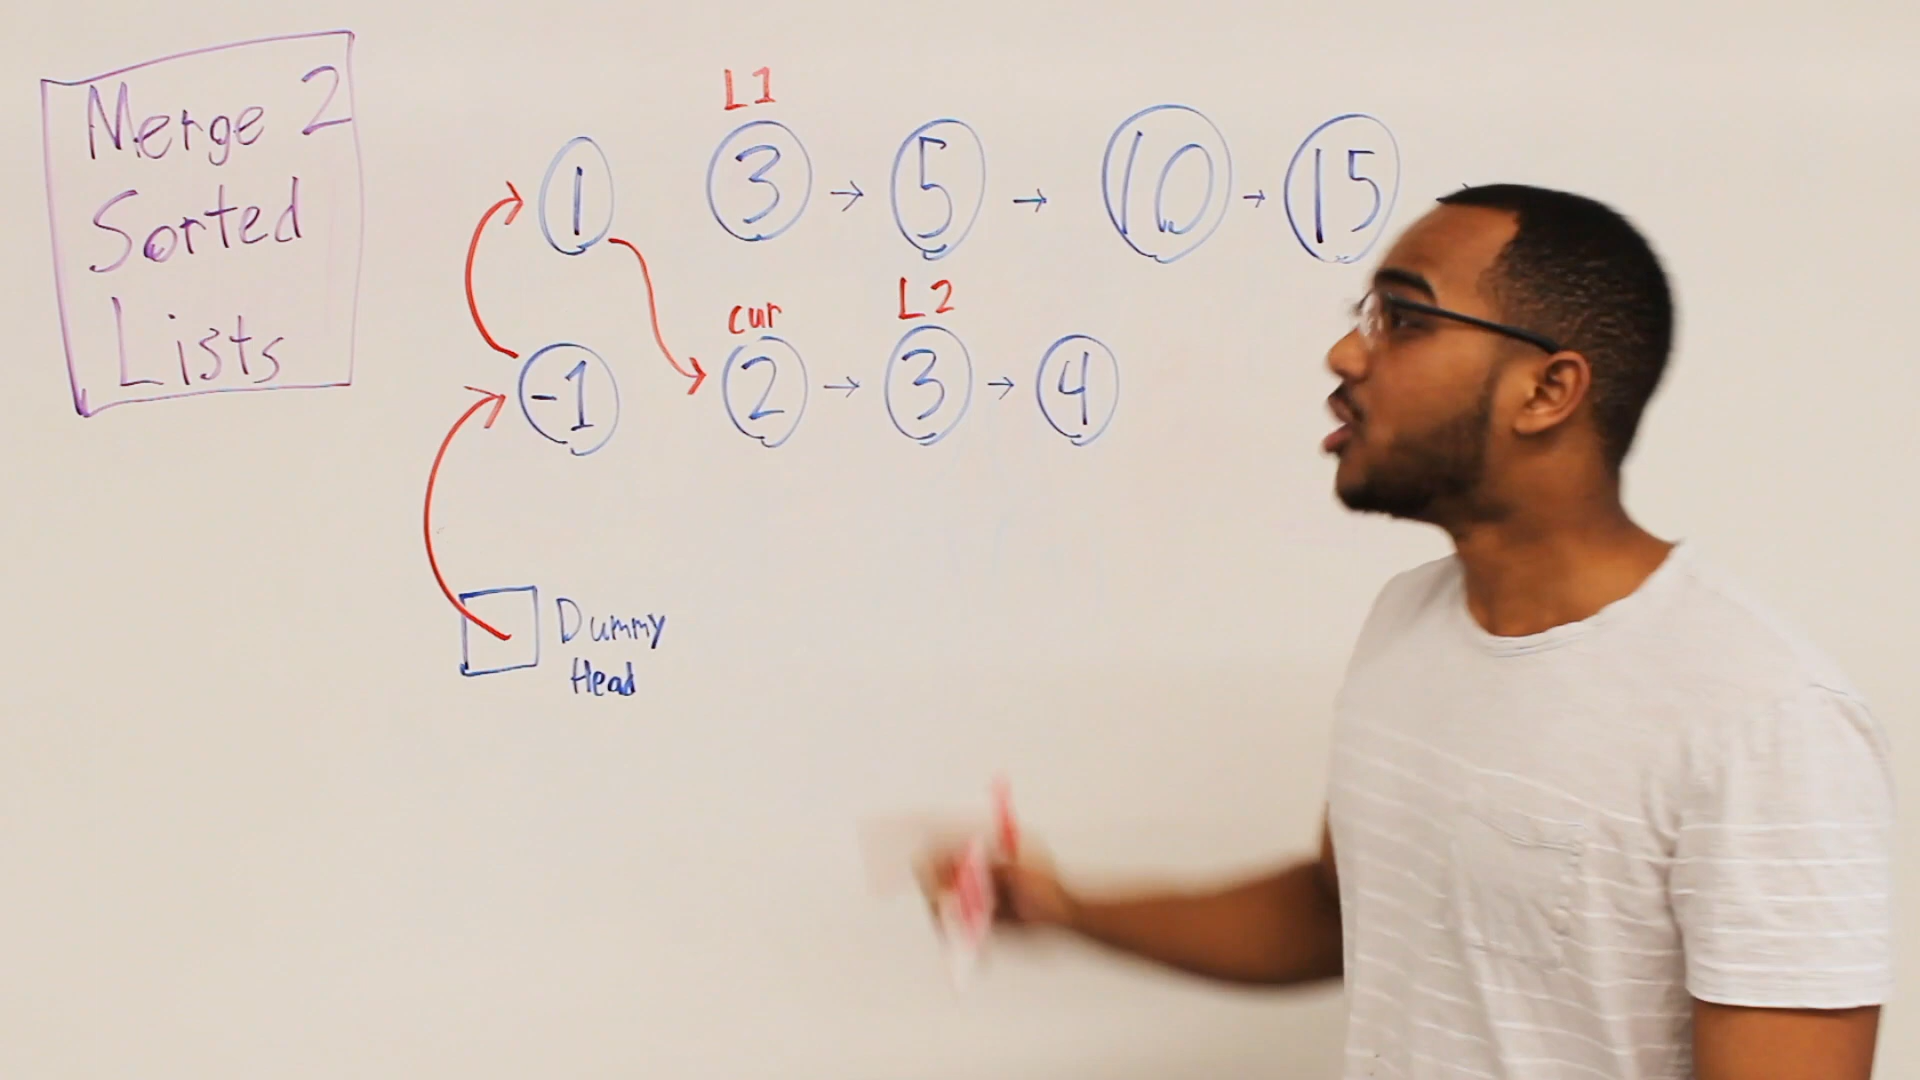 Merge 2
Sorted
Lists
L1
1 3 → 5 → 10 → 15
cur L2
-1 2 → 3 → 4
Dummy
Head